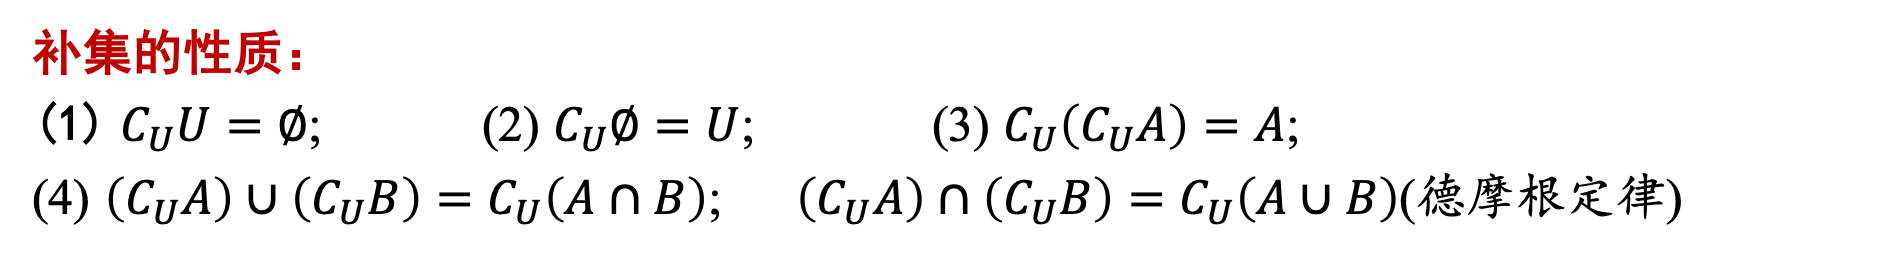 补集的性质：
（1）C_U U = ∅; (2) C_U ∅ = U; (3) C_U(C_U A) = A;
(4) (C_U A) ∪ (C_U B) = C_U(A ∩ B); (C_U A) ∩ (C_U B) = C_U(A ∪ B)(德摩根定律)